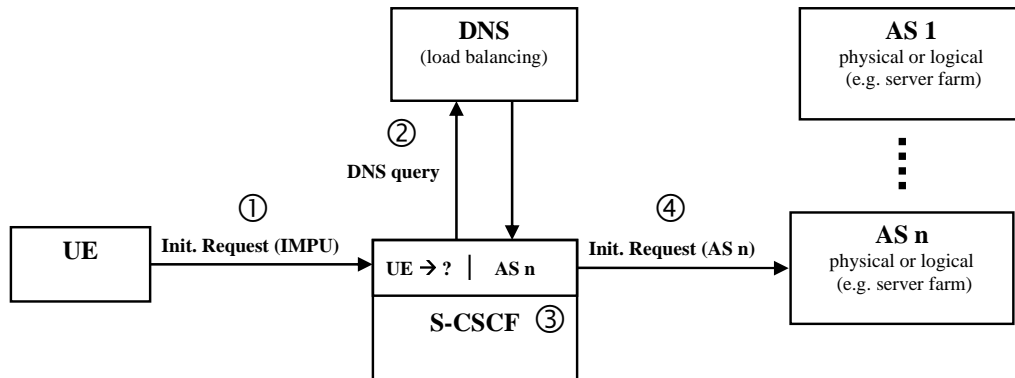 DNS
(load balancing)
AS 1
physical or logical
(e.g. server farm)
②
DNS query
①
Init. Request (IMPU)
④
Init. Request (AS n)
UE
UE → ? | AS n
S-CSCF ③
AS n
physical or logical
(e.g. server farm)